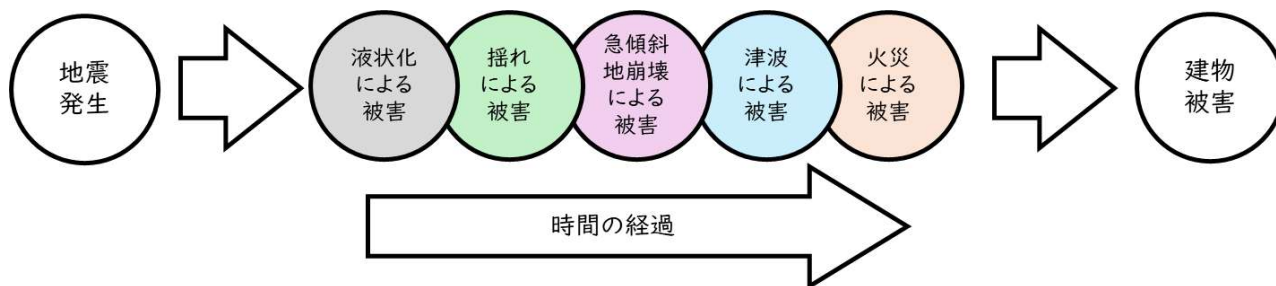 地震
発生
液状化
による
被害
揺れ
による
被害
急傾斜
地崩壊
による
被害
津波
による
被害
火災
による
被害
建物
被害
時間の経過